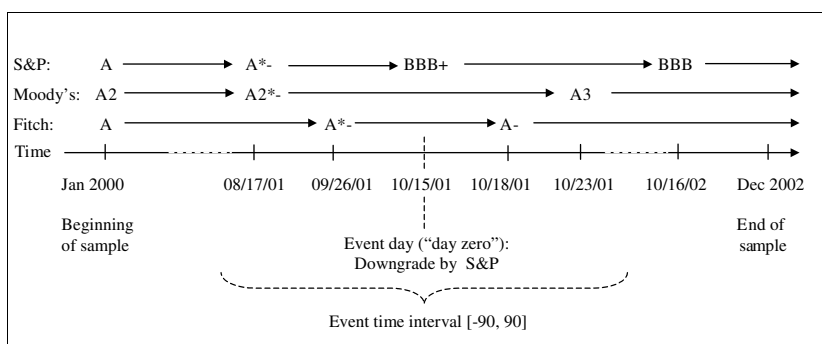 S&P: A A*- BBB+ BBB
Moody's: A2 A2*- A3
Fitch: A A*- A-
Time
Jan 2000 08/17/01 09/26/01 10/15/01 10/18/01 10/23/01 10/16/02 Dec 2002
Beginning of sample
Event day ("day zero"):
Downgrade by S&P
End of sample
Event time interval [-90, 90]